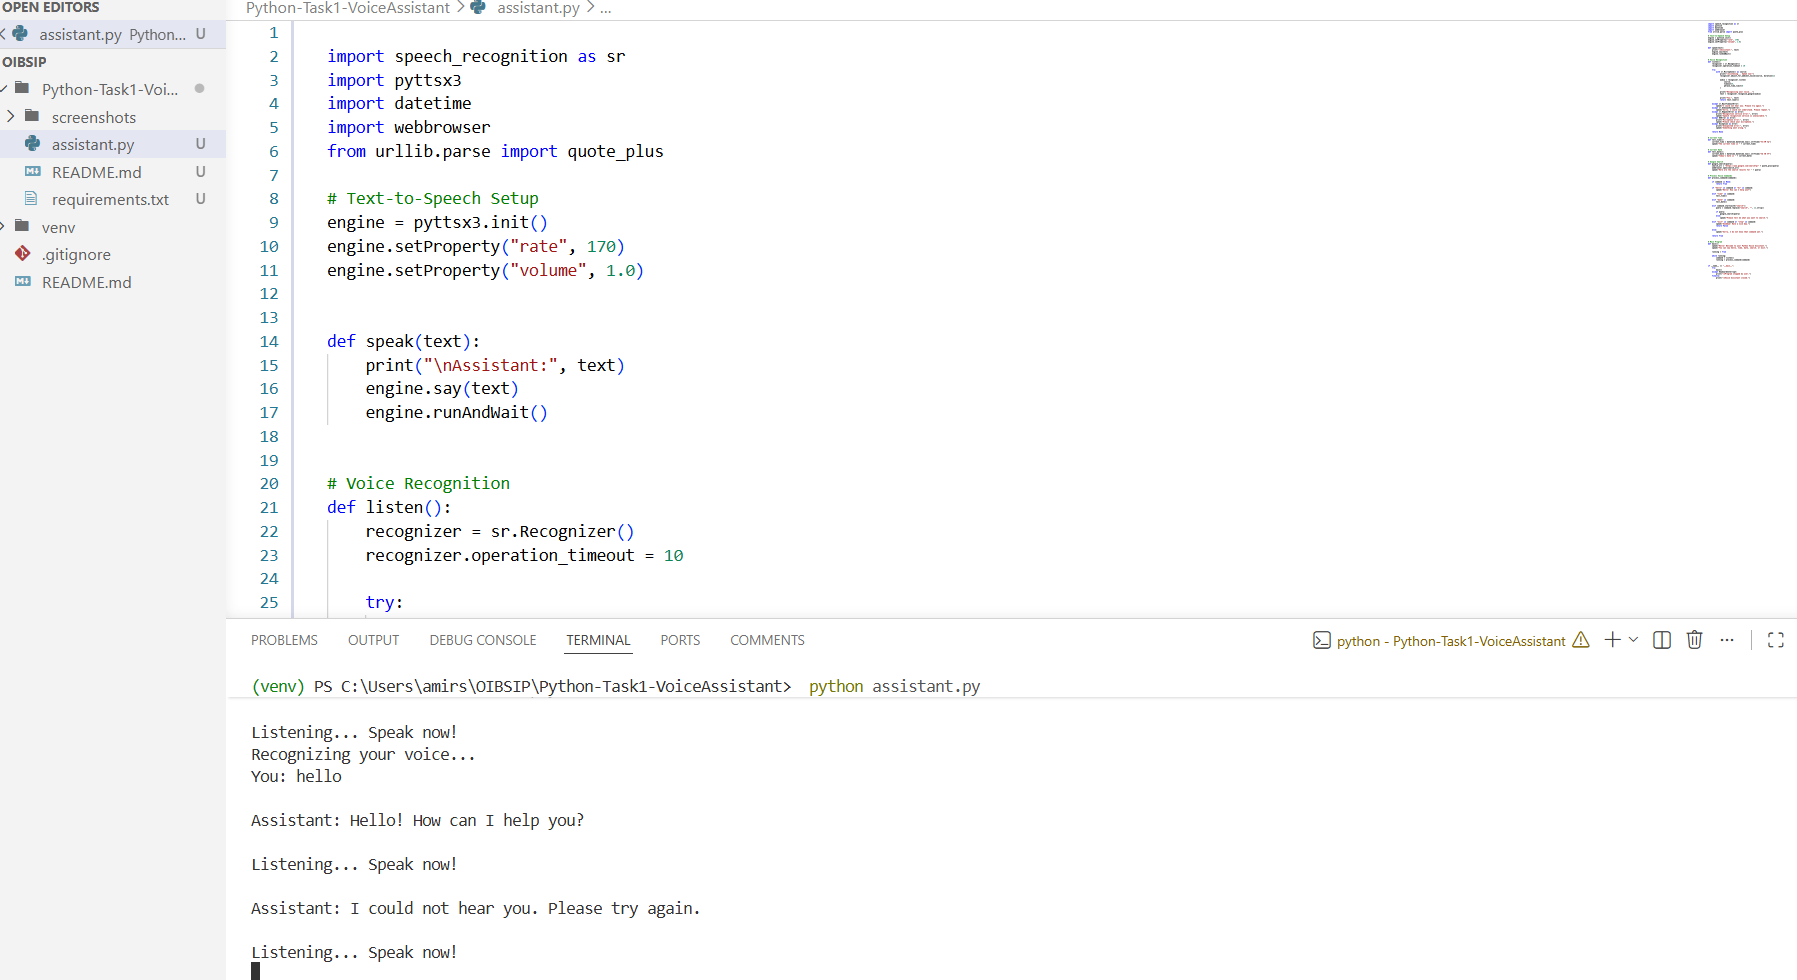 OPEN EDITORS
assistant.py Python... U
OIBSIP
Python-Task1-Voi...
screenshots
assistant.py U
README.md U
requirements.txt U
venv
.gitignore
README.md
Python-Task1-VoiceAssistant > assistant.py > ...
1
2 import speech_recognition as sr
3 import pyttsx3
4 import datetime
5 import webbrowser
6 from urllib.parse import quote_plus
7
8 # Text-to-Speech Setup
9 engine = pyttsx3.init()
10 engine.setProperty("rate", 170)
11 engine.setProperty("volume", 1.0)
12
13
14 def speak(text):
15     print("\nAssistant:", text)
16     engine.say(text)
17     engine.runAndWait()
18
19
20 # Voice Recognition
21 def listen():
22     recognizer = sr.Recognizer()
23     recognizer.operation_timeout = 10
24
25     try:
PROBLEMS OUTPUT DEBUG CONSOLE TERMINAL PORTS COMMENTS
python - Python-Task1-VoiceAssistant
(venv) PS C:\Users\amirs\OIBSIP\Python-Task1-VoiceAssistant> python assistant.py
Listening... Speak now!
Recognizing your voice...
You: hello
Assistant: Hello! How can I help you?
Listening... Speak now!
Assistant: I could not hear you. Please try again.
Listening... Speak now!